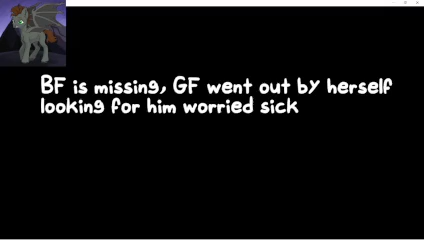 BF is missing, GF went out by herself
looking for him worried sick